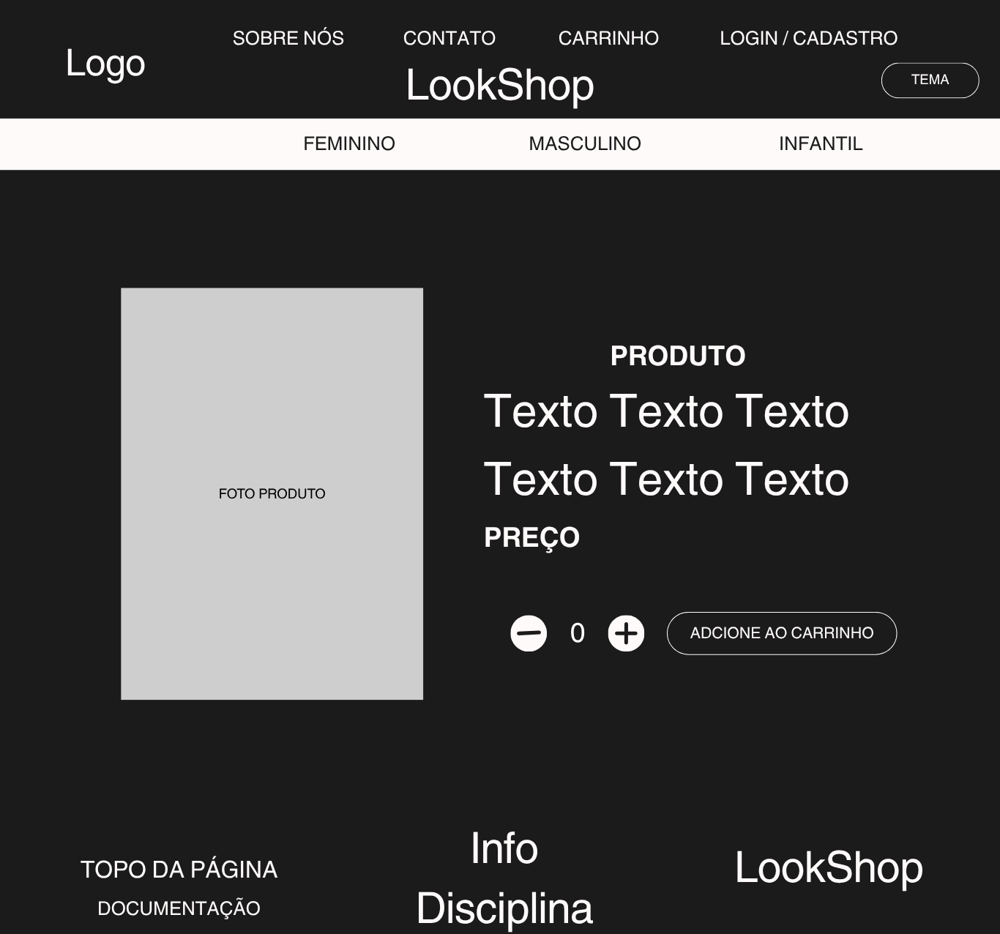 SOBRE NÓS CONTATO CARRINHO LOGIN / CADASTRO
Logo
LookShop
TEMA
FEMININO MASCULINO INFANTIL
FOTO PRODUTO
PRODUTO
Texto Texto Texto
Texto Texto Texto
PREÇO
0
ADCIONE AO CARRINHO
TOPO DA PÁGINA
DOCUMENTAÇÃO
Info
Disciplina
LookShop